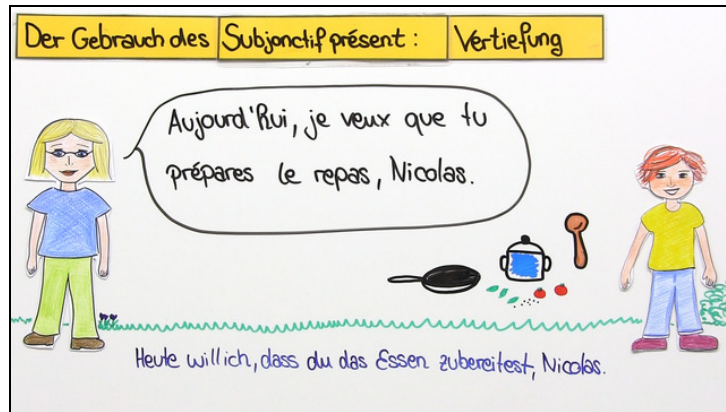 Der Gebrauch des Subjonctif présent : Vertiefung
Aujourd'hui, je veux que tu
prépares le repas, Nicolas.
Heute will ich, dass du das Essen zubereitest, Nicolas.